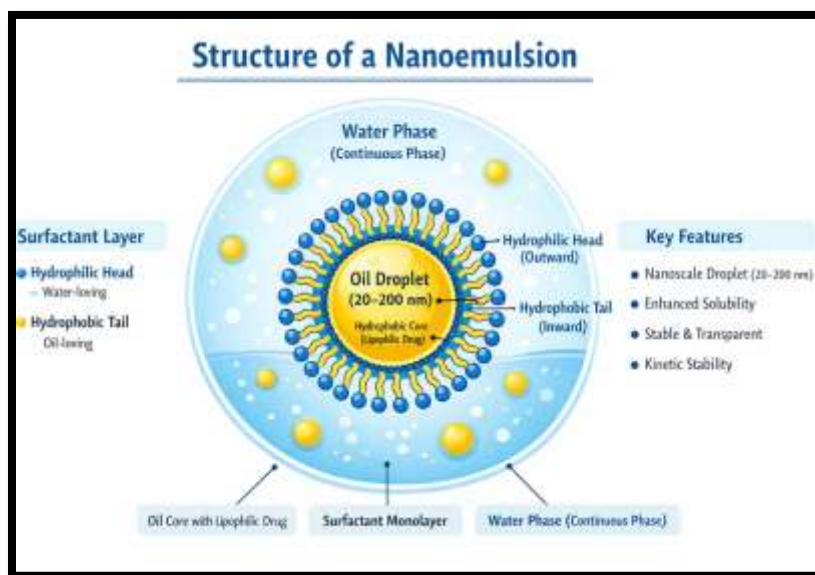 Structure of a Nanoemulsion
Water Phase
(Continuous Phase)
Surfactant Layer
Hydrophilic Head
– Water-loving
Hydrophobic Tail
Oil-loving
Oil Droplet
(20–200 nm)
Hydrophobic Core
(Lipophilic Drug)
Hydrophilic Head
(Outward)
Hydrophobic Tail
(Inward)
Key Features
Nanoscale Droplet (20–200 nm)
Enhanced Solubility
Stable & Transparent
Kinetic Stability
Oil Core with Lipophilic Drug
Surfactant Monolayer
Water Phase (Continuous Phase)